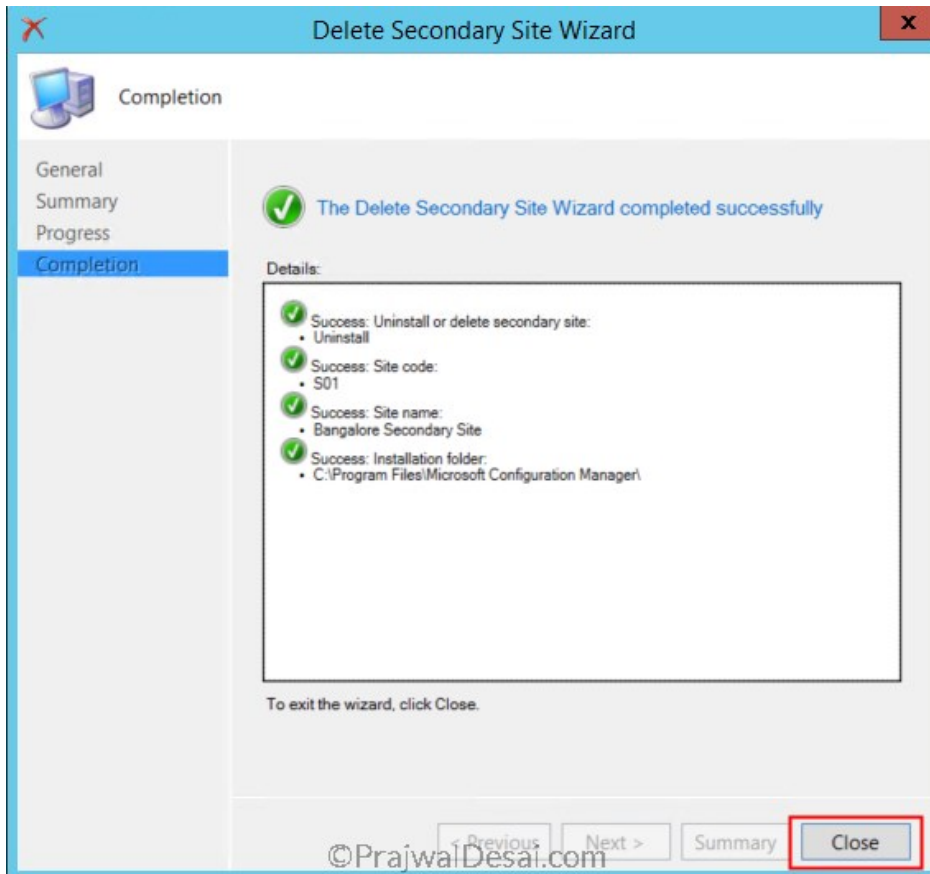 Delete Secondary Site Wizard
x
Completion
General
Summary
Progress
Completion
The Delete Secondary Site Wizard completed successfully
Details:
Success: Uninstall or delete secondary site:
• Uninstall
Success: Site code:
• S01
Success: Site name:
• Bangalore Secondary Site
Success: Installation folder:
• C:\Program Files\Microsoft Configuration Manager\
To exit the wizard, click Close.
< Previous Next > Summary Close
©PrajwalDesai.com